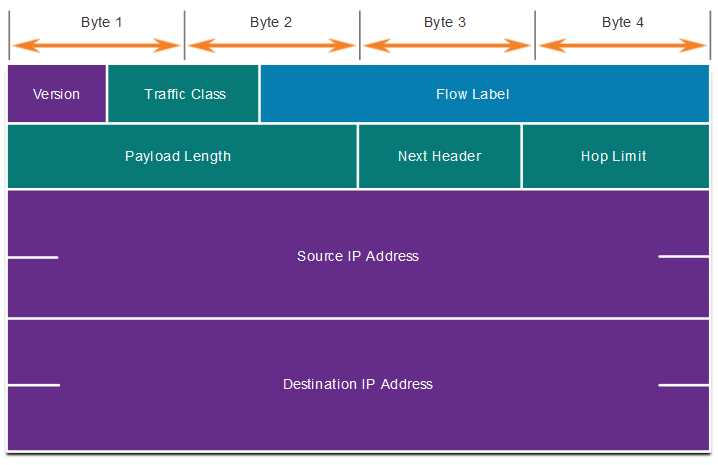 Byte 1 Byte 2 Byte 3 Byte 4
Version Traffic Class Flow Label
Payload Length Next Header Hop Limit
Source IP Address
Destination IP Address